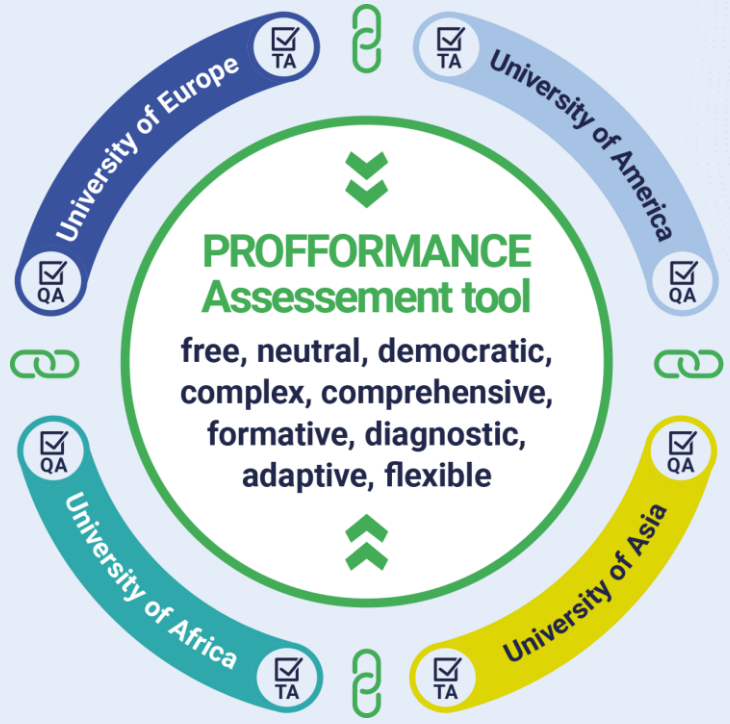 TA
TA
University of Europe
University of America
QA
QA
PROFFORMANCE
Assessement tool
free, neutral, democratic,
complex, comprehensive,
formative, diagnostic,
adaptive, flexible
QA
QA
University of Africa
University of Asia
TA
TA